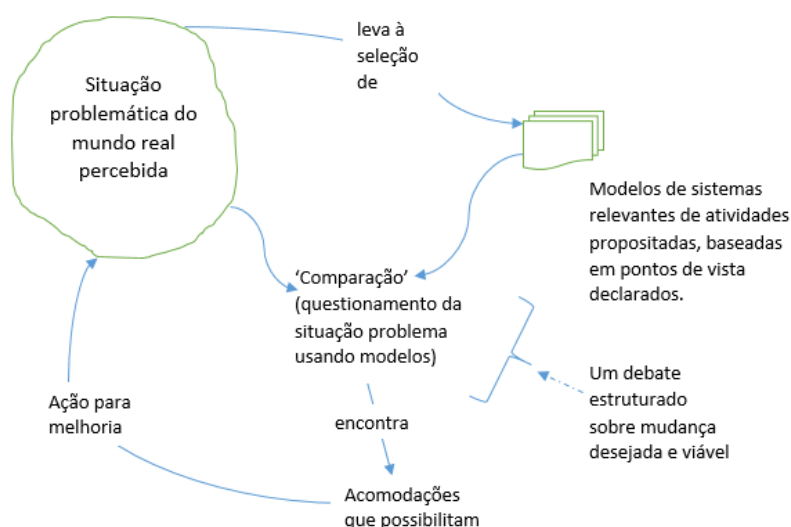 Situação
problemática do
mundo real
percebida
leva à
seleção
de
Modelos de sistemas
relevantes de atividades
propositadas, baseadas
em pontos de vista
declarados.
‘Comparação’
(questionamento da
situação problema
usando modelos)
Um debate
estruturado
sobre mudança
desejada e viável
encontra
Ação para
melhoria
Acomodações
que possibilitam